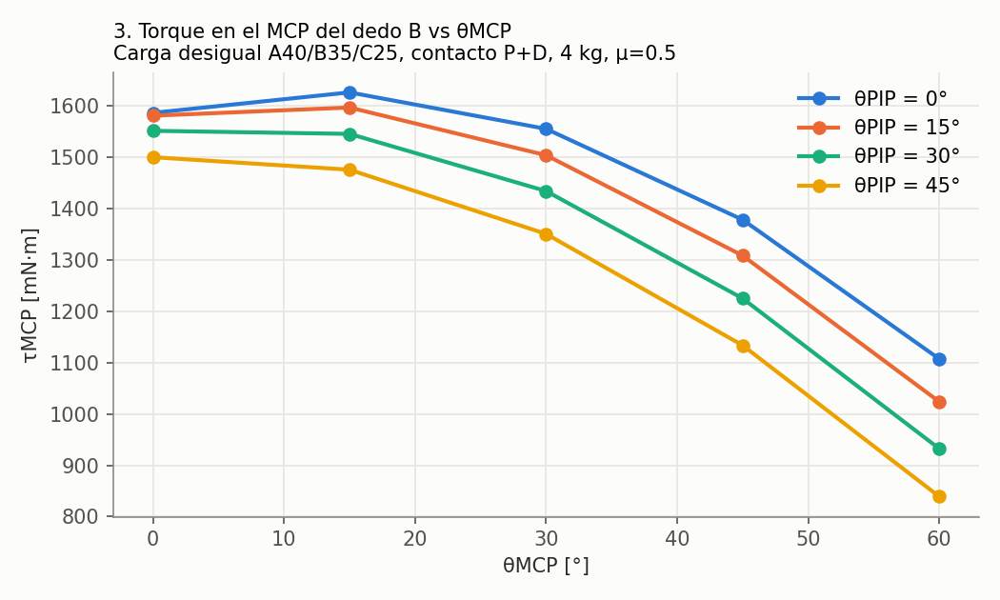 3. Torque en el MCP del dedo B vs θMCP
Carga desigual A40/B35/C25, contacto P+D, 4 kg, μ=0.5
θPIP = 0°
θPIP = 15°
θPIP = 30°
θPIP = 45°
τMCP [mN·m]
1600
1500
1400
1300
1200
1100
1000
900
800
0 10 20 30 40 50 60
θMCP [°]